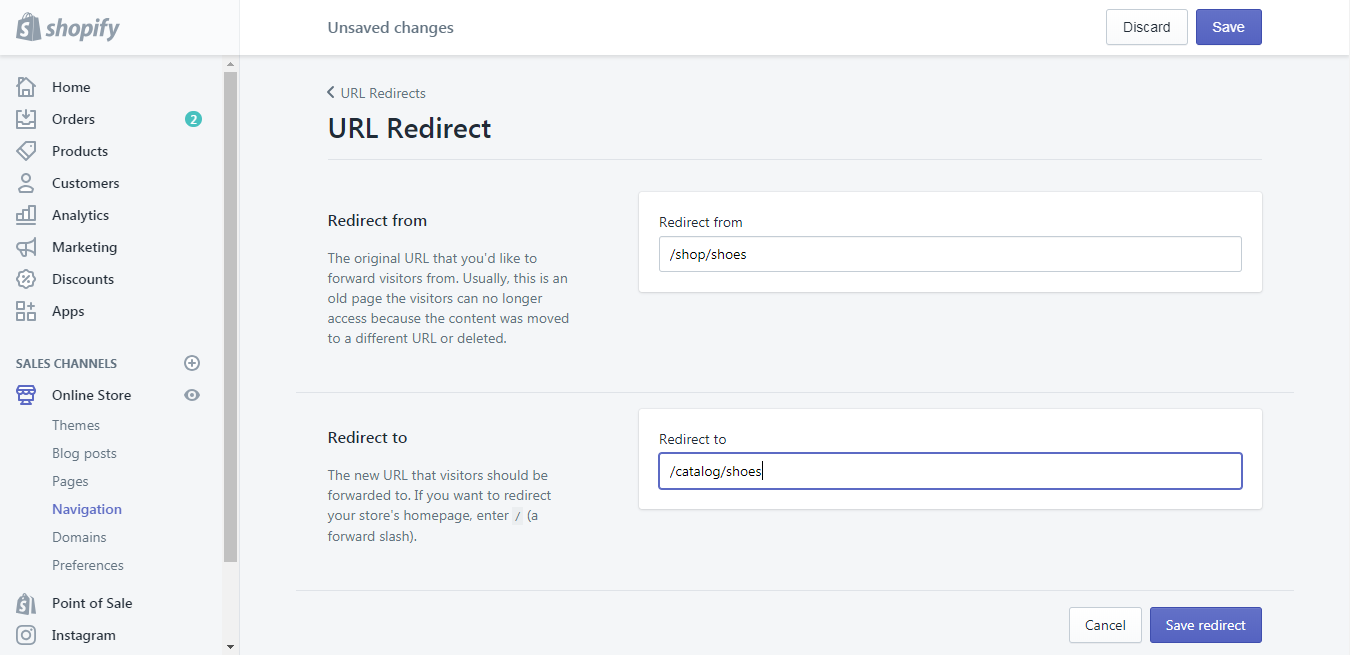 shopify
Unsaved changes
Discard
Save
Home
Orders
2
Products
Customers
Analytics
Marketing
Discounts
Apps
SALES CHANNELS
Online Store
Themes
Blog posts
Pages
Navigation
Domains
Preferences
Point of Sale
Instagram
URL Redirects
URL Redirect
Redirect from
The original URL that you'd like to
forward visitors from. Usually, this is an
old page the visitors can no longer
access because the content was moved
to a different URL or deleted.
Redirect from
/shop/shoes
Redirect to
The new URL that visitors should be
forwarded to. If you want to redirect
your store's homepage, enter / (a
forward slash).
Redirect to
/catalog/shoes
Cancel
Save redirect